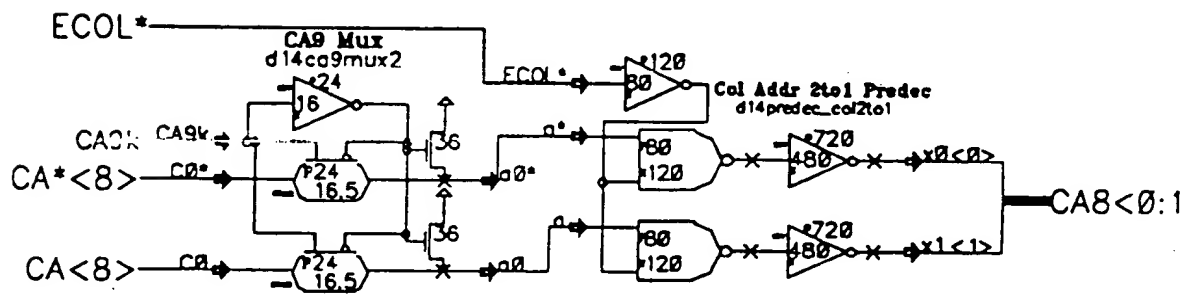 ECOL*
CA9 Mux
d14ca9mux2
*24
16
ECOL*
*120
80
Col Addr 2to1 Predec
d14predec_col2to1
CA9k
CA9k
36
a*
*80
*120
*720
480
x0<0>
CA*<8>
C0*
P24
16.5
a0*
CA8<0:1
36
a
*80
*120
*720
480
x1<1>
CA<8>
C0
P24
16.5
a0